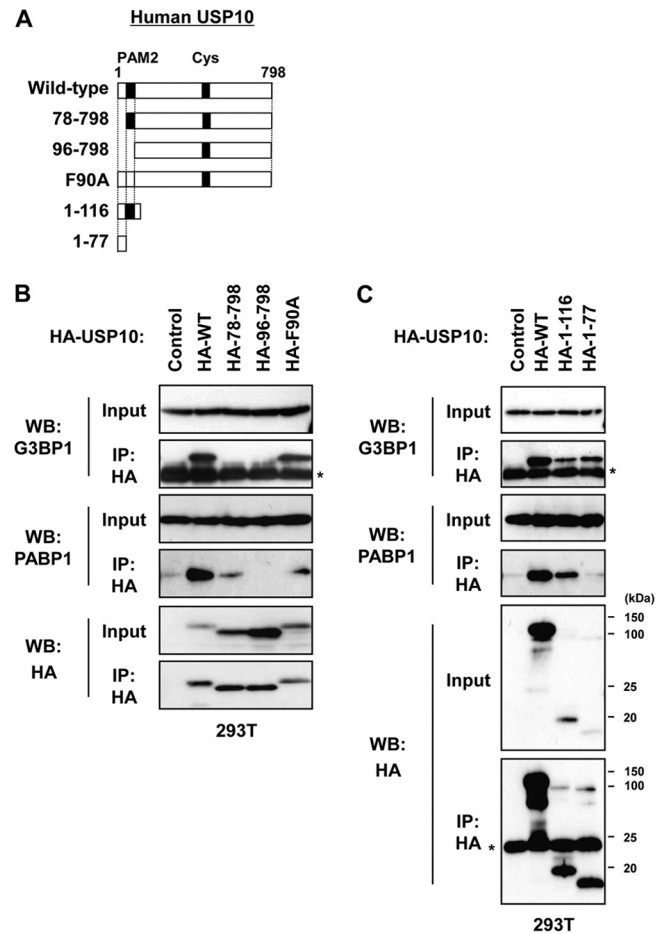 A
Human USP10
PAM2 Cys
1 798
Wild-type
78-798
96-798
F90A
1-116
1-77
B
HA-USP10:
Control
HA-WT
HA-78-798
HA-96-798
HA-F90A
WB:
G3BP1
Input
IP:
HA
*
WB:
PABP1
Input
IP:
HA
WB:
HA
Input
IP:
HA
293T
C
HA-USP10:
Control
HA-WT
HA-1-116
HA-1-77
WB:
G3BP1
Input
IP:
HA
*
WB:
PABP1
Input
IP:
HA
(kDa)
WB:
HA
Input
150
100
25
20
IP:
HA *
150
100
25
20
293T